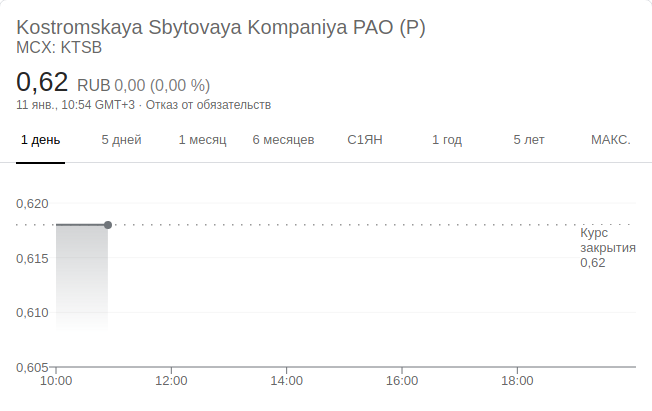 Kostromskaya Sbytovaya Kompaniya PAO (P)
MCX: KTSB
0,62 RUB 0,00 (0,00 %)
11 янв., 10:54 GMT+3 · Отказ от обязательств
1 день 5 дней 1 месяц 6 месяцев С1ЯН 1 год 5 лет МАКС.
0,620
Курс
закрытия
0,62
0,615
0,610
0,605
10:00 12:00 14:00 16:00 18:00